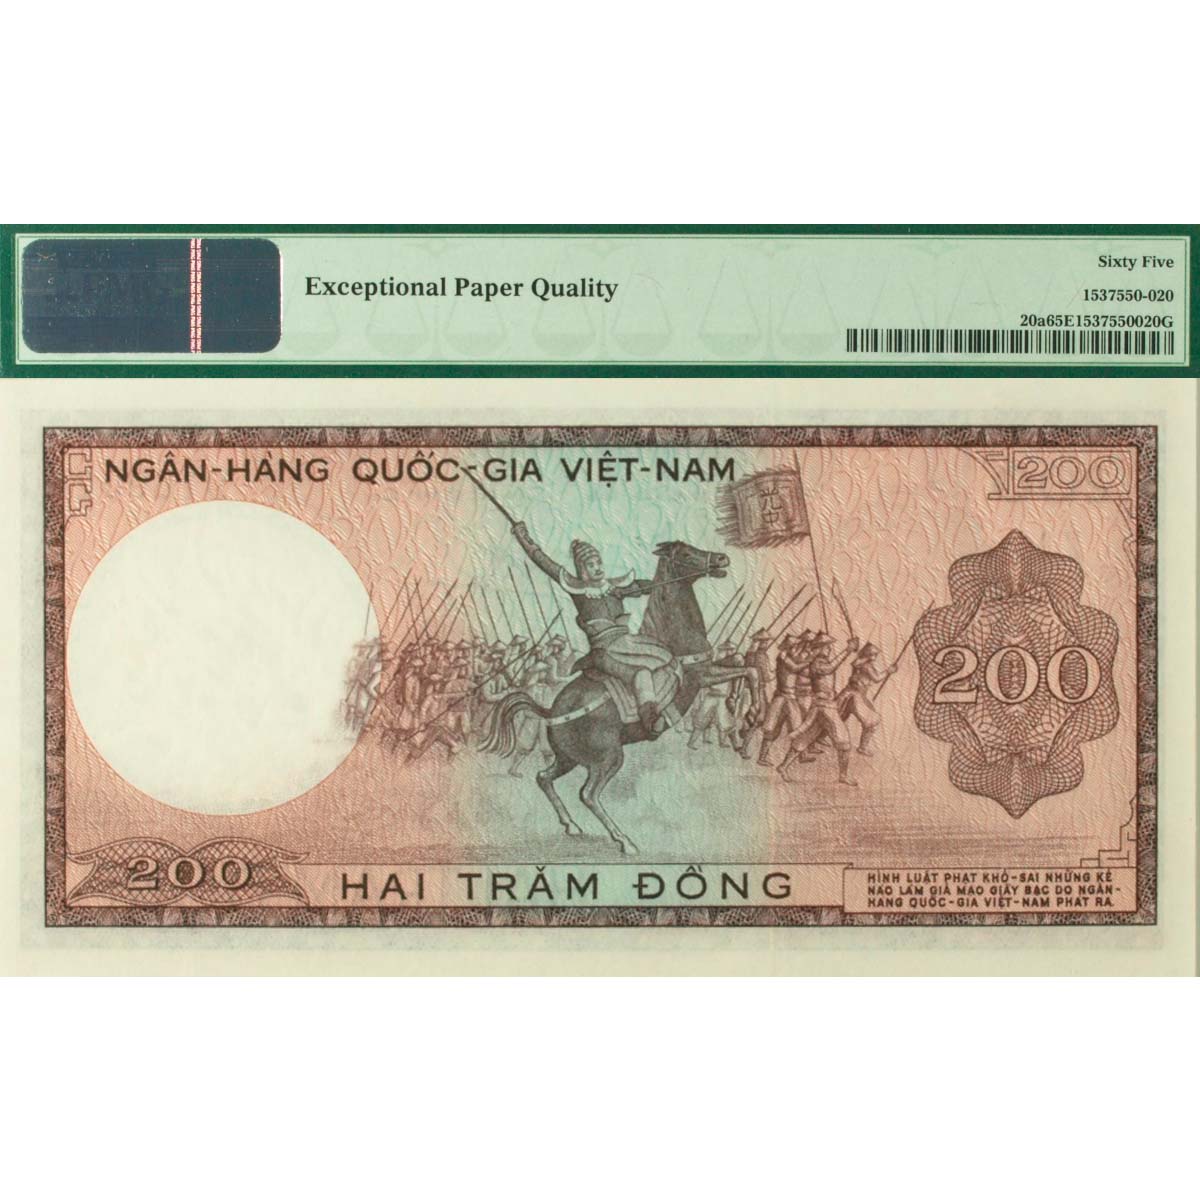 Exceptional Paper Quality
Sixty Five
1537550-020
20a65E1537550020G
NGÂN-HÀNG QUỐC-GIA VIỆT-NAM
200
光
中
200
200
HAI TRĂM ĐỒNG
HÌNH LUẬT PHẠT KHỔ-SAI NHỮNG KẺ
NÀO LÀM GIẢ MẠO GIẤY BẠC DO NGÂN-
HÀNG QUỐC-GIA VIỆT-NAM PHÁT RA.